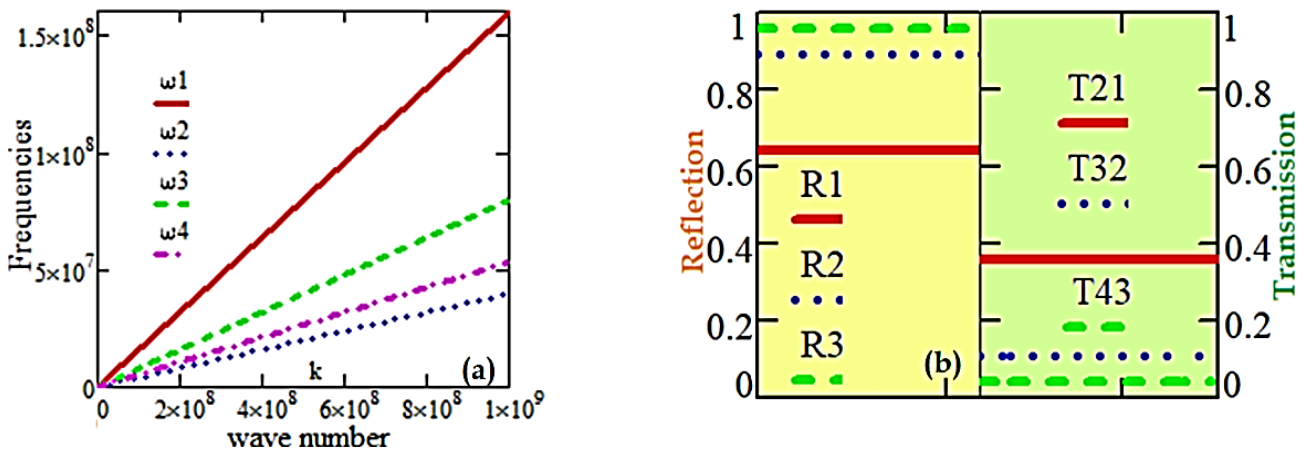 1.5×10⁸
5×10⁷
0
Frequencies
ω1
ω2
ω3
ω4
k
(a)
0
2×10⁸
4×10⁸
6×10⁸
8×10⁸
1×10⁹
wave number
Reflection
1
0.8
0.6
0.4
0.2
0
R1
R2
R3
(b)
T21
T32
T43
1
0.8
0.6
0.4
0.2
0
Transmission